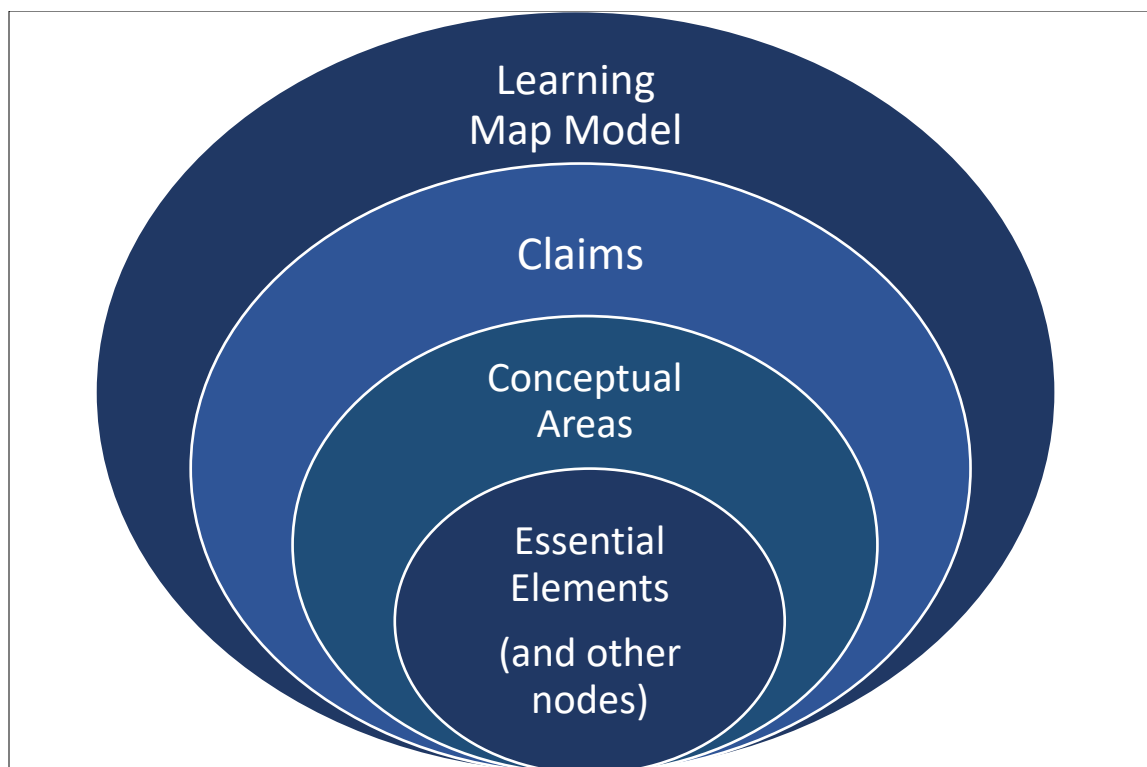 Learning
Map Model
Claims
Conceptual
Areas
Essential
Elements
(and other
nodes)